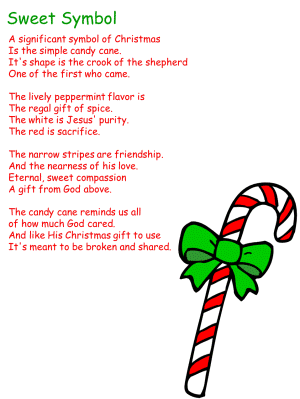 Sweet Symbol
A significant symbol of Christmas
Is the simple candy cane.
It's shape is the crook of the shepherd
One of the first who came.
The lively peppermint flavor is
The regal gift of spice.
The white is Jesus' purity.
The red is sacrifice.
The narrow stripes are friendship.
And the nearness of his love.
Eternal, sweet compassion
A gift from God above.
The candy cane reminds us all
of how much God cared.
And like His Christmas gift to use
It's meant to be broken and shared.